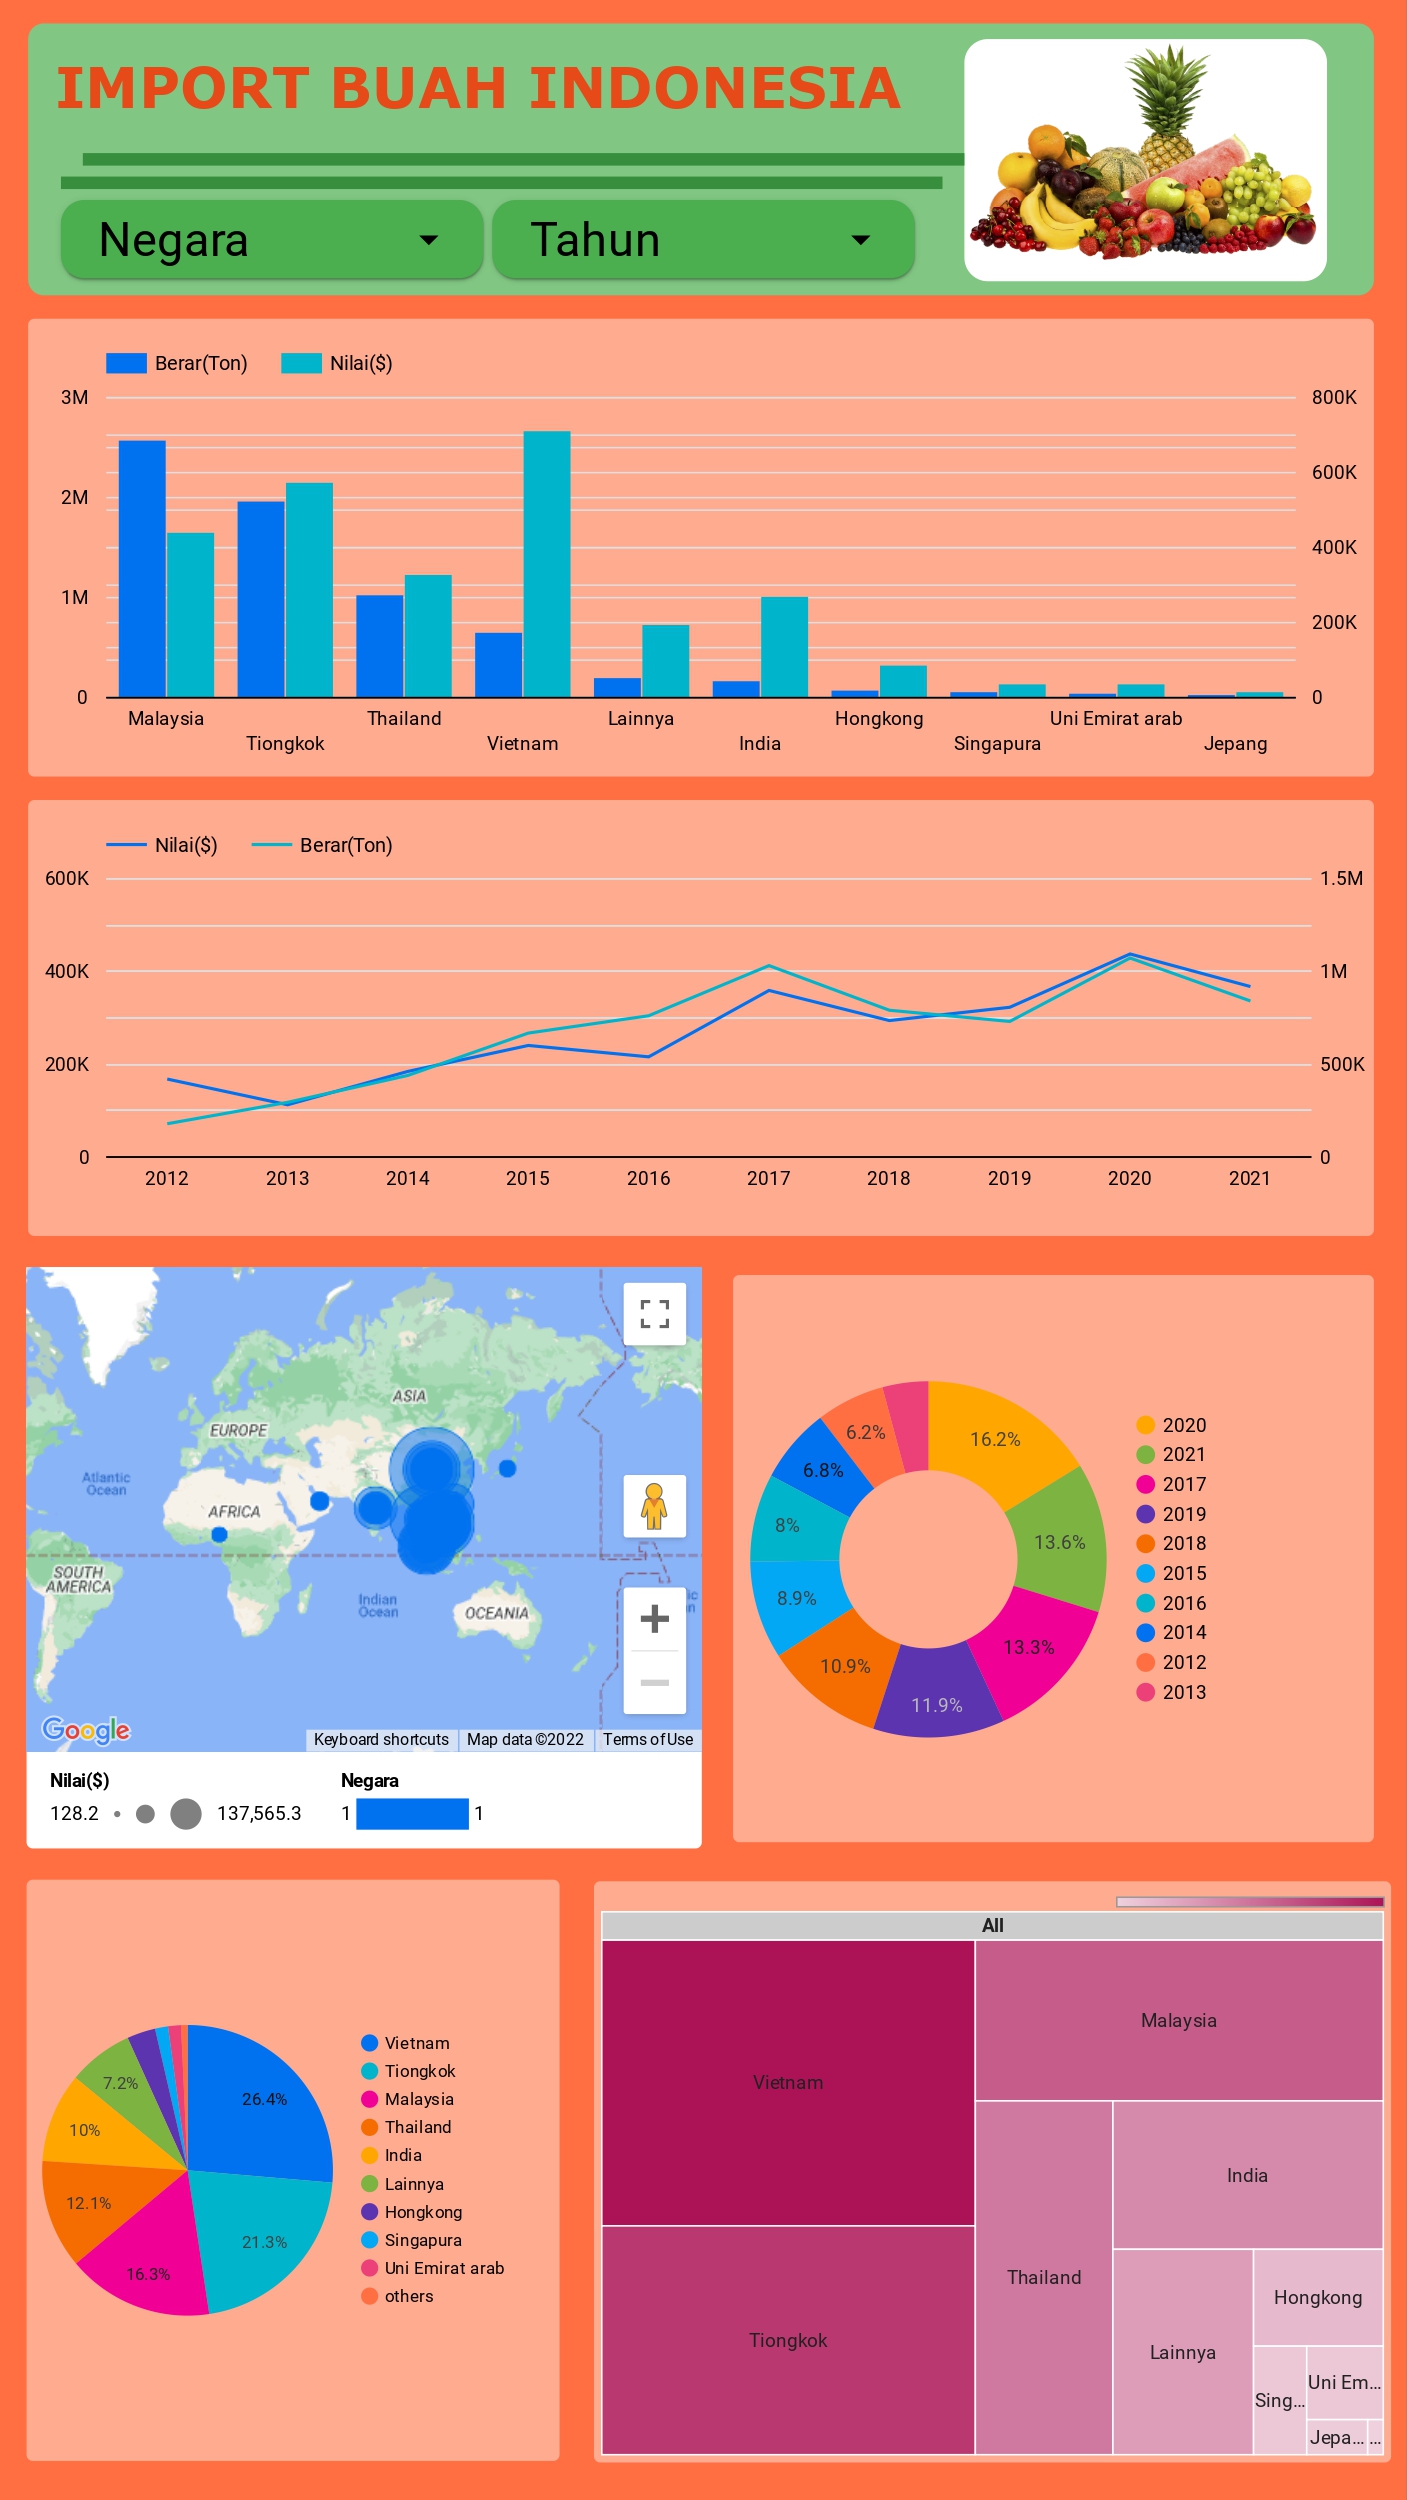 IMPORT BUAH INDONESIA
Negara
Tahun
Berar(Ton) Nilai($)
3M 800K
600K
2M
400K
1M
200K
0 0
Malaysia Thailand Lainnya Hongkong Uni Emirat arab
Tiongkok Vietnam India Singapura Jepang
Nilai($) Berar(Ton)
600K 1.5M
400K 1M
200K 500K
0 0
2012 2013 2014 2015 2016 2017 2018 2019 2020 2021
ASIA
EUROPE
Atlantic
Ocean
AFRICA
SOUTH
AMERICA
Indian
Ocean
OCEANIA
Google
Keyboard shortcuts
Map data ©2022
Terms of Use
Nilai($) Negara
128.2 137,565.3 1 1
16.2%
13.6%
13.3%
11.9%
10.9%
8.9%
8%
6.8%
6.2%
2020
2021
2017
2019
2018
2015
2016
2014
2012
2013
26.4%
21.3%
16.3%
12.1%
10%
7.2%
Vietnam
Tiongkok
Malaysia
Thailand
India
Lainnya
Hongkong
Singapura
Uni Emirat arab
others
All
Vietnam
Malaysia
Tiongkok
Thailand
India
Lainnya
Hongkong
Sing...
Uni Em...
Jepa...
...